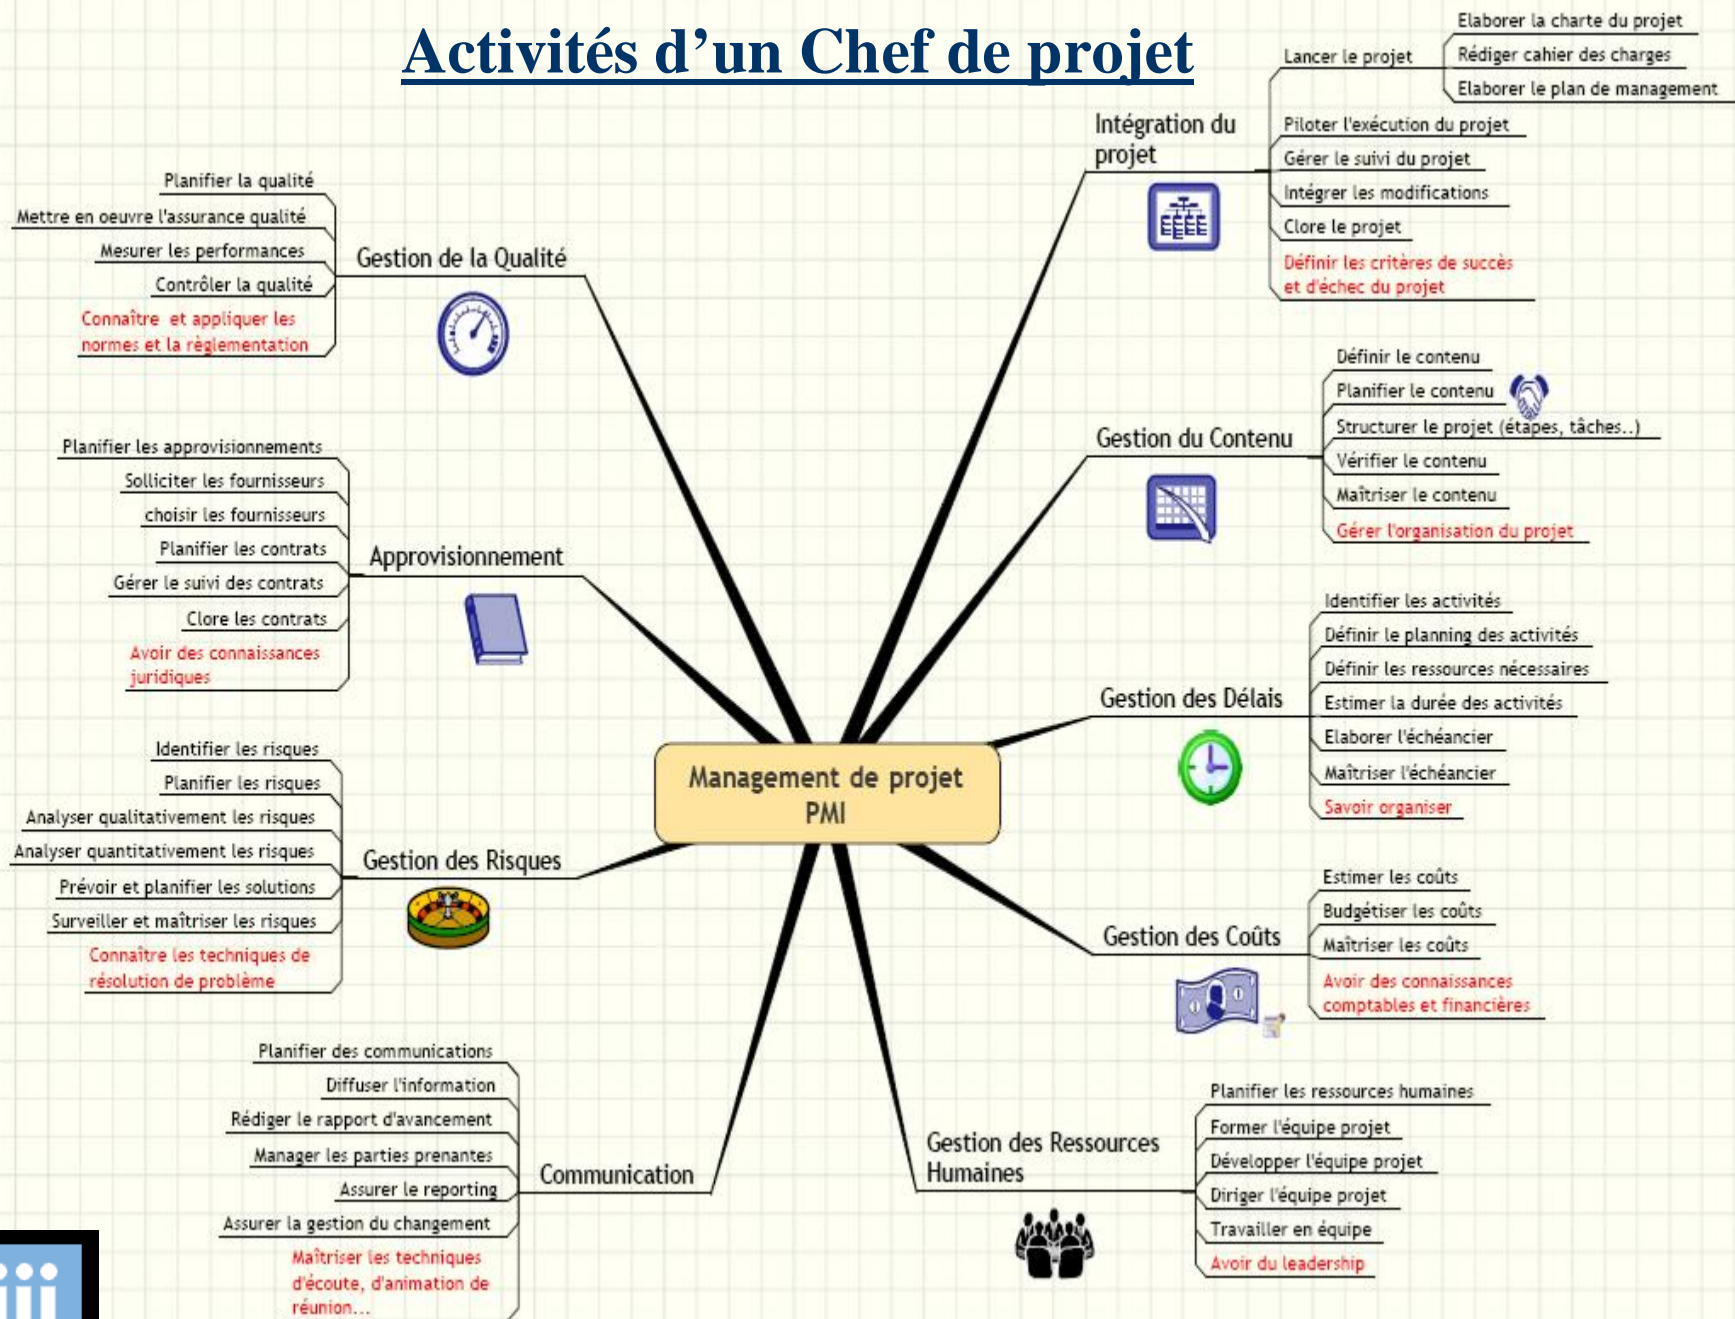 Activités d'un Chef de projet
Intégration du
projet
Lancer le projet
Elaborer la charte du projet
Rédiger cahier des charges
Elaborer le plan de management
Piloter l'exécution du projet
Gérer le suivi du projet
Intégrer les modifications
Clore le projet
Définir les critères de succès
et d'échec du projet
Gestion du Contenu
Définir le contenu
Planifier le contenu
Structurer le projet (étapes, tâches..)
Vérifier le contenu
Maîtriser le contenu
Gérer l'organisation du projet
Gestion des Délais
Identifier les activités
Définir le planning des activités
Définir les ressources nécessaires
Estimer la durée des activités
Elaborer l'échéancier
Maîtriser l'échéancier
Savoir organiser
Gestion des Coûts
Estimer les coûts
Budgétiser les coûts
Maîtriser les coûts
Avoir des connaissances
comptables et financières
Gestion des Ressources
Humaines
Planifier les ressources humaines
Former l'équipe projet
Développer l'équipe projet
Diriger l'équipe projet
Travailler en équipe
Avoir du leadership
Management de projet
PMI
Gestion de la Qualité
Planifier la qualité
Mettre en oeuvre l'assurance qualité
Mesurer les performances
Contrôler la qualité
Connaître et appliquer les
normes et la règlementation
Approvisionnement
Planifier les approvisionnements
Solliciter les fournisseurs
choisir les fournisseurs
Planifier les contrats
Gérer le suivi des contrats
Clore les contrats
Avoir des connaissances
juridiques
Gestion des Risques
Identifier les risques
Planifier les risques
Analyser qualitativement les risques
Analyser quantitativement les risques
Prévoir et planifier les solutions
Surveiller et maîtriser les risques
Connaître les techniques de
résolution de problème
Communication
Planifier des communications
Diffuser l'information
Rédiger le rapport d'avancement
Manager les parties prenantes
Assurer le reporting
Assurer la gestion du changement
Maîtriser les techniques
d'écoute, d'animation de
réunion...